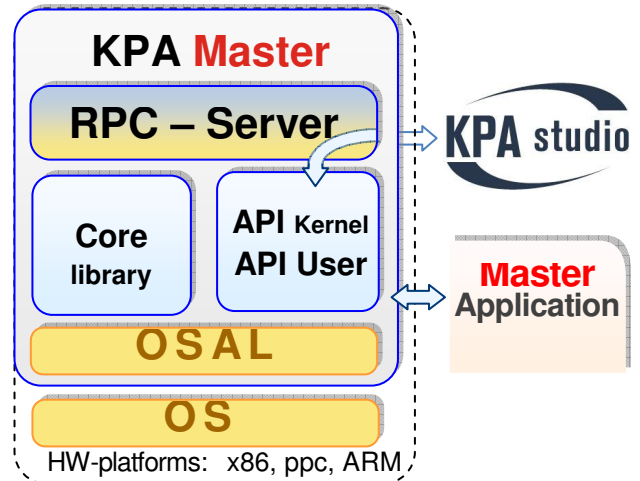 KPA Master
RPC – Server
KPA studio
Core
library
API Kernel
API User
Master
Application
OSAL
OS
HW-platforms: x86, ppc, ARM